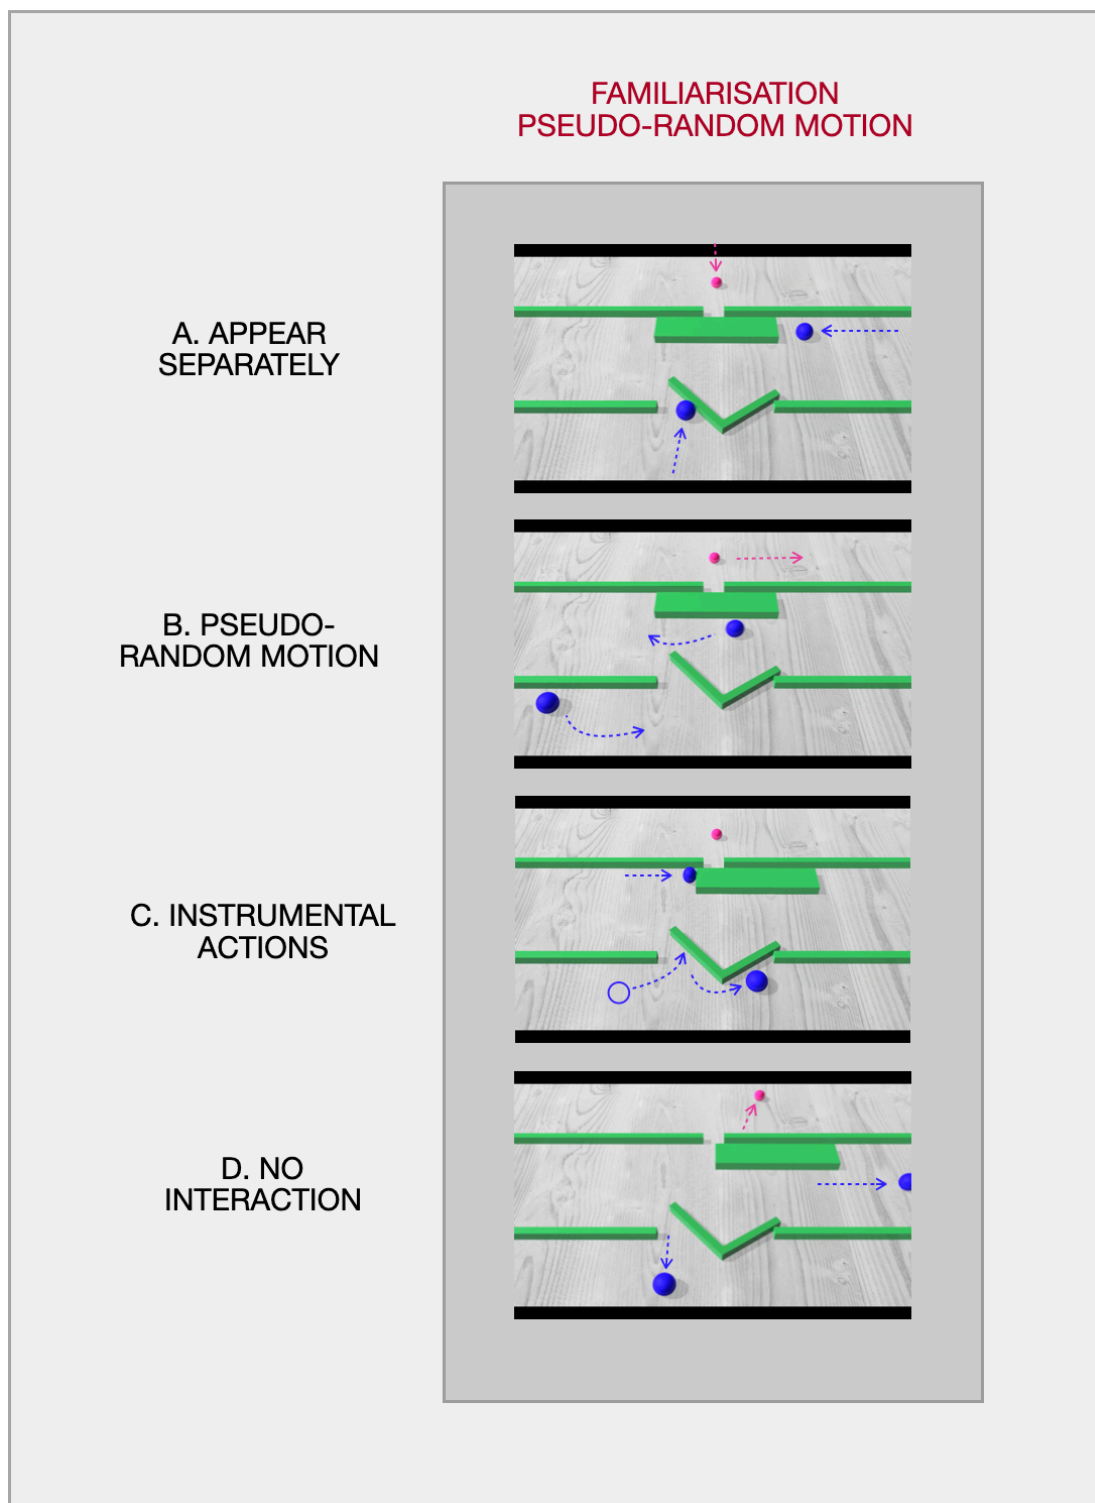 FAMILIARISATION
PSEUDO-RANDOM MOTION
A. APPEAR
SEPARATELY
B. PSEUDO-
RANDOM MOTION
C. INSTRUMENTAL
ACTIONS
D. NO
INTERACTION